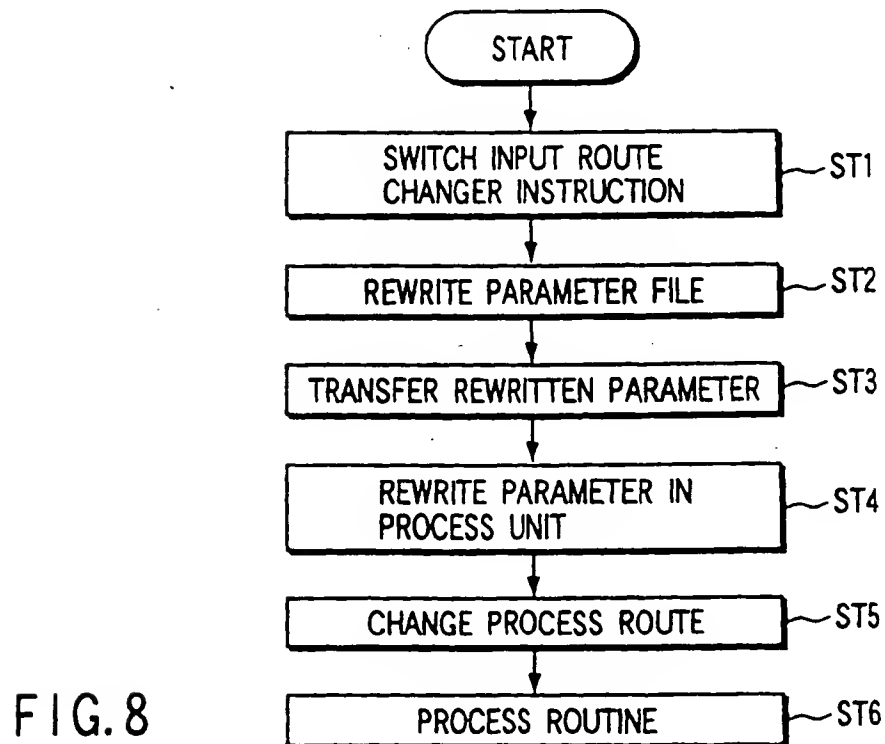 START
SWITCH INPUT ROUTE
CHANGER INSTRUCTION
ST1
REWRITE PARAMETER FILE
ST2
TRANSFER REWRITTEN PARAMETER
ST3
REWRITE PARAMETER IN
PROCESS UNIT
ST4
CHANGE PROCESS ROUTE
ST5
PROCESS ROUTINE
ST6
FIG.8